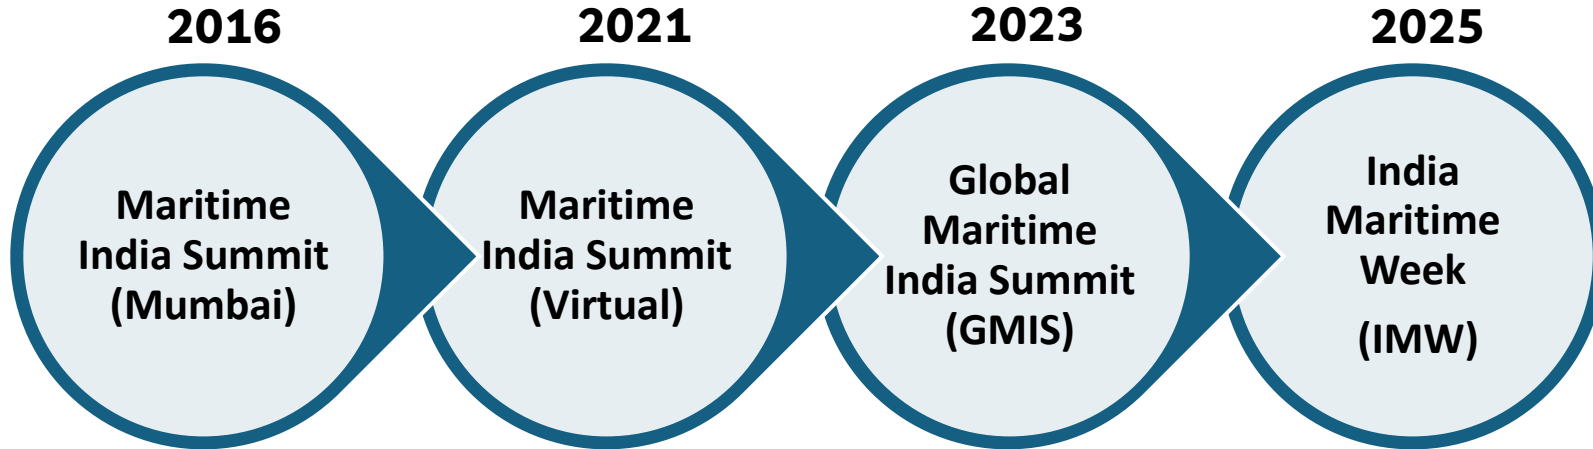 2016
Maritime
India Summit
(Mumbai)
2021
Maritime
India Summit
(Virtual)
2023
Global
Maritime
India Summit
(GMIS)
2025
India
Maritime
Week
(IMW)